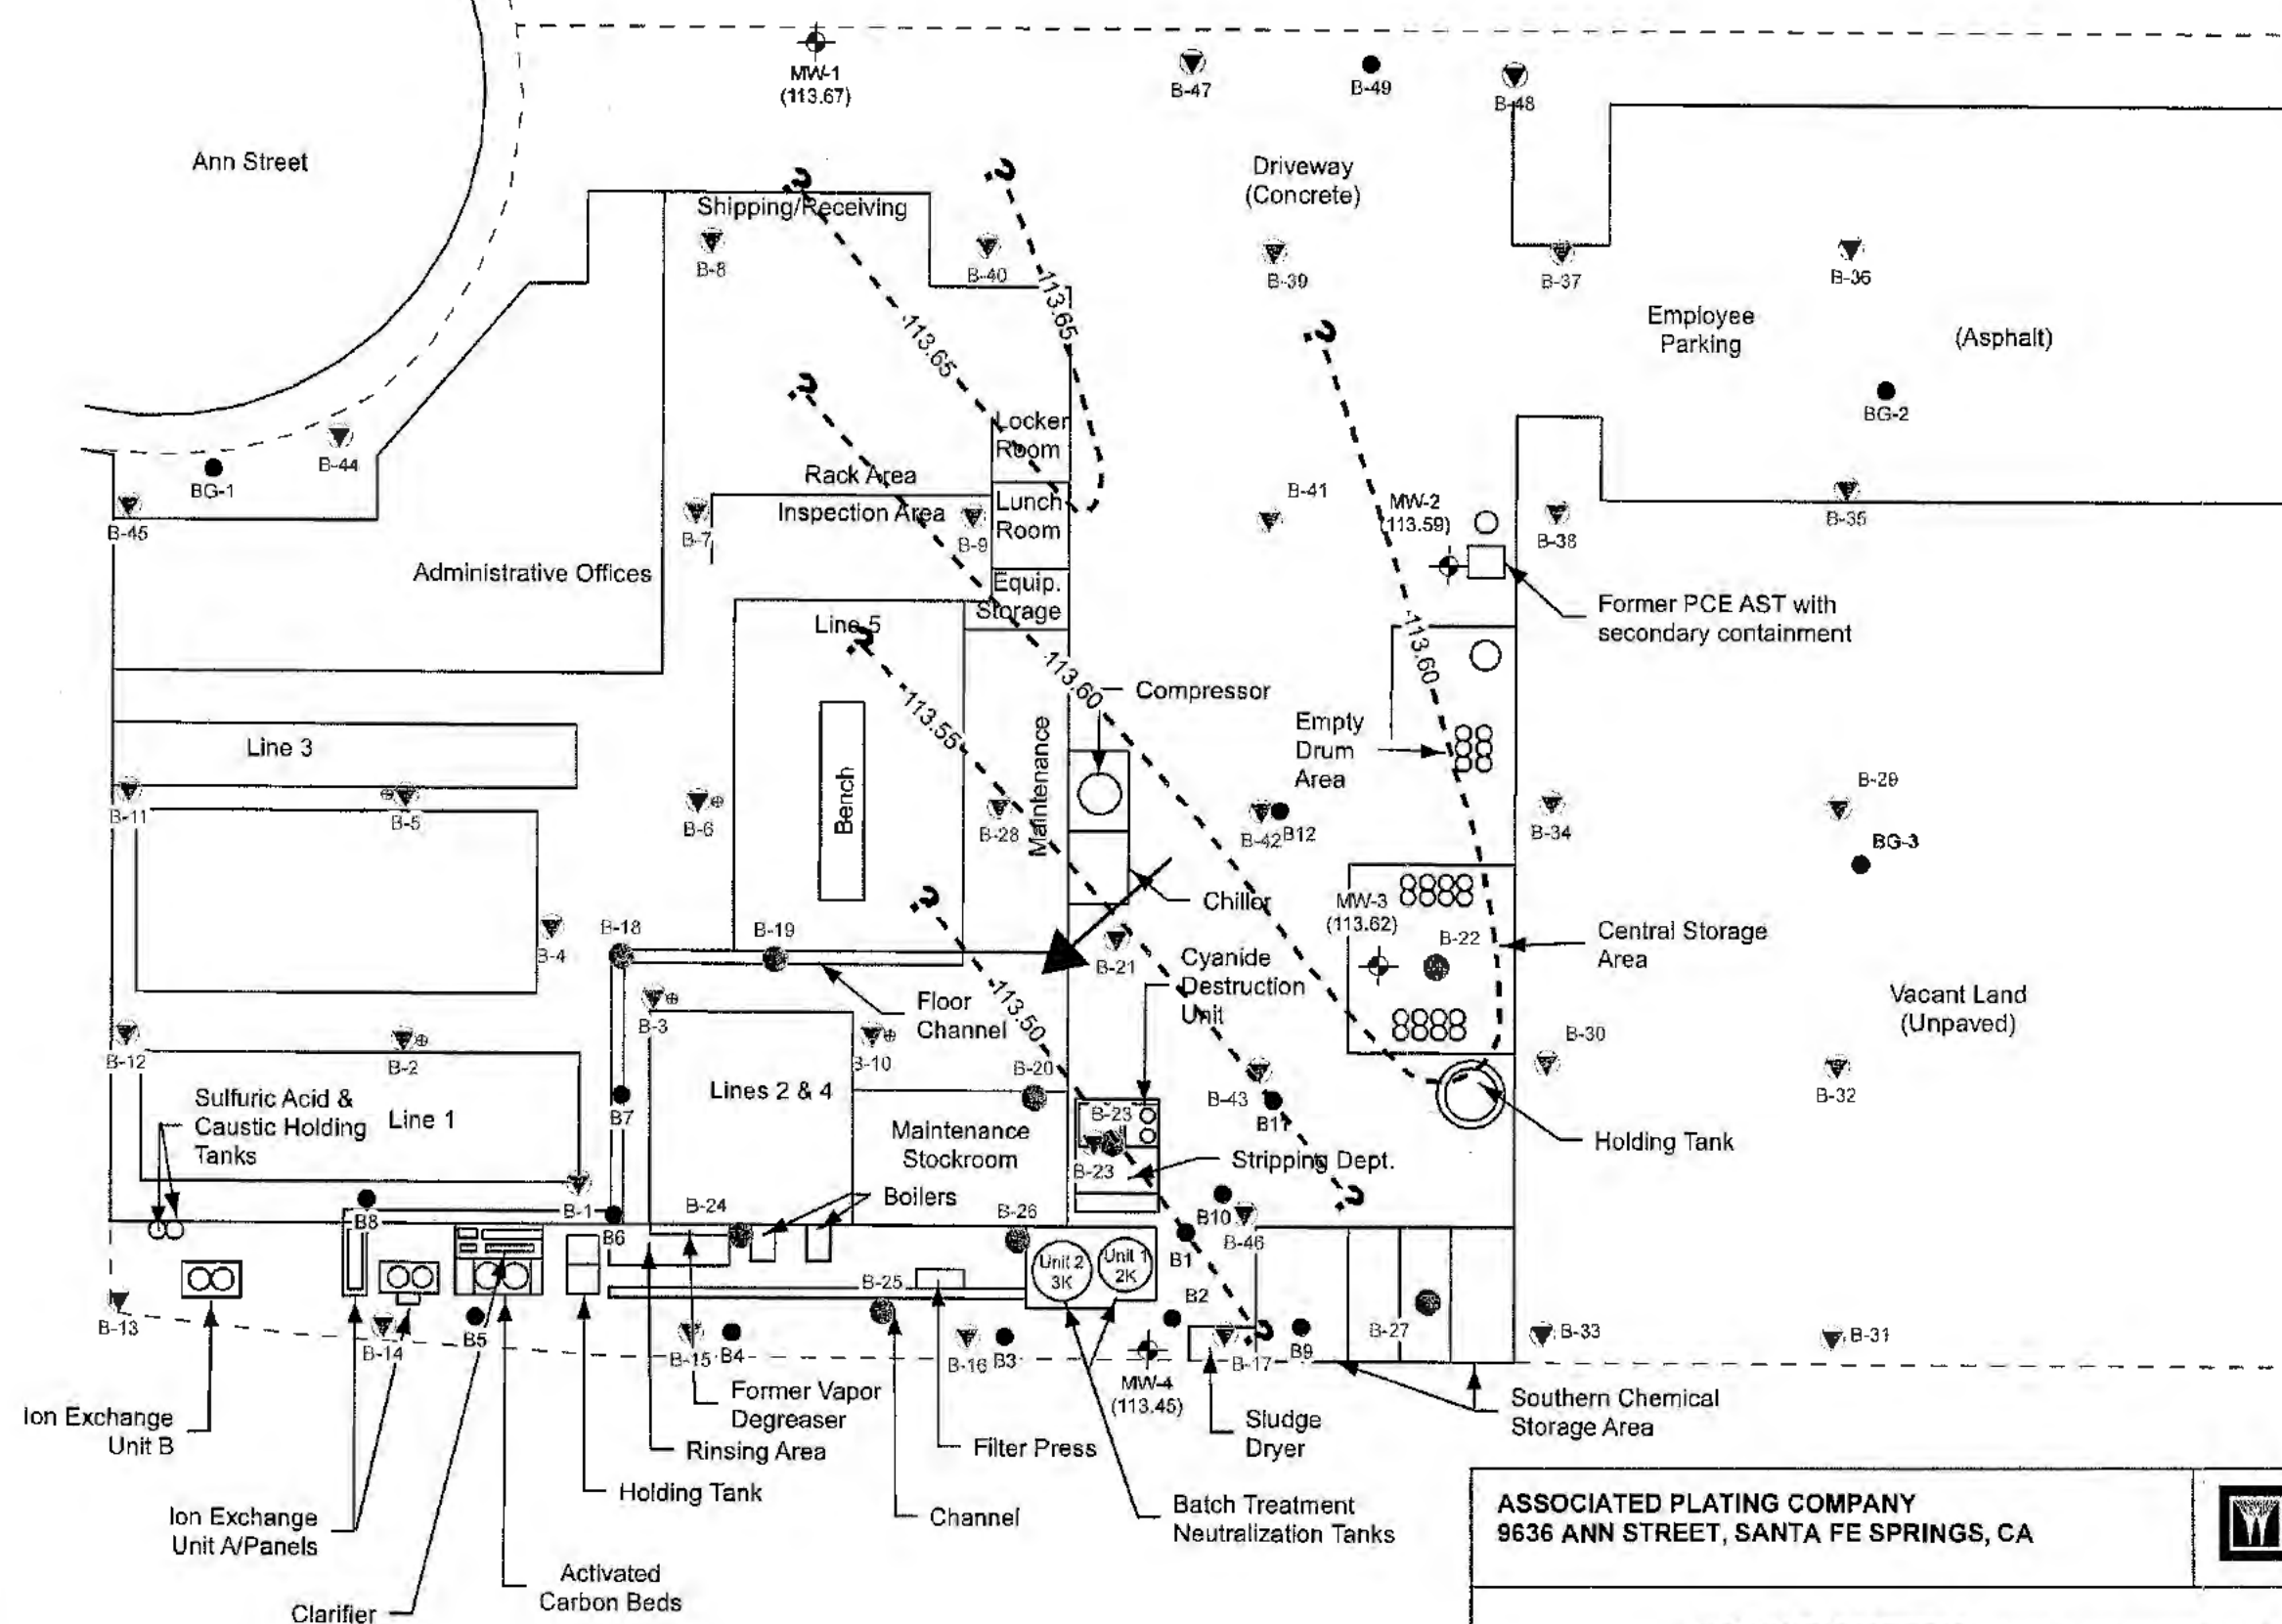 MW-1
(113.67)
B-47
B-49
B-48
Ann Street
Driveway
(Concrete)
?
?
Shipping/Receiving
B-8
B-40
B-39
B-37
B-36
113.65
113.65
?
Employee
Parking
(Asphalt)
?
BG-2
Locker
Room
B-44
BG-1
B-45
Rack Area
Inspection Area
B-7
B-9
Lunch
Room
B-41
MW-2
(113.59)
B-38
B-35
Administrative Offices
Equip.
Storage
Former PCE AST with
secondary containment
Line 5
?
113.60
113.60
113.55
Compressor
Empty
Drum
Area
Line 3
Bench
Maintenance
B-11
B-5
B-6
B-28
B-42
B12
B-34
B-29
BG-3
?
Chillor
MW-3
(113.62)
B-22
Central Storage
Area
B-4
B-18
B-19
B-21
Cyanide
Destruction
Unit
Vacant Land
(Unpaved)
113.50
Floor
Channel
B-3
B-10
B-12
B-2
B-20
B-30
B-32
Sulfuric Acid &
Caustic Holding
Tanks
Line 1
B7
Lines 2 & 4
Maintenance
Stockroom
B-23
B-23
B-43
B11
Holding Tank
Stripping Dept.
?
Boilers
B8
B-1
B6
B-24
B-26
B10
B-46
B1
Unit 2
3K
Unit 1
2K
B-25
B2
B-13
B-14
B5
B-15
B4
B-16
B3
MW-4
(113.45)
B-17
?
B9
B-27
B-33
B-31
Ion Exchange
Unit B
Former Vapor
Degreaser
Rinsing Area
Filter Press
Sludge
Dryer
Southern Chemical
Storage Area
Holding Tank
Channel
Batch Treatment
Neutralization Tanks
Ion Exchange
Unit A/Panels
Activated
Carbon Beds
Clarifier
ASSOCIATED PLATING COMPANY
9636 ANN STREET, SANTA FE SPRINGS, CA